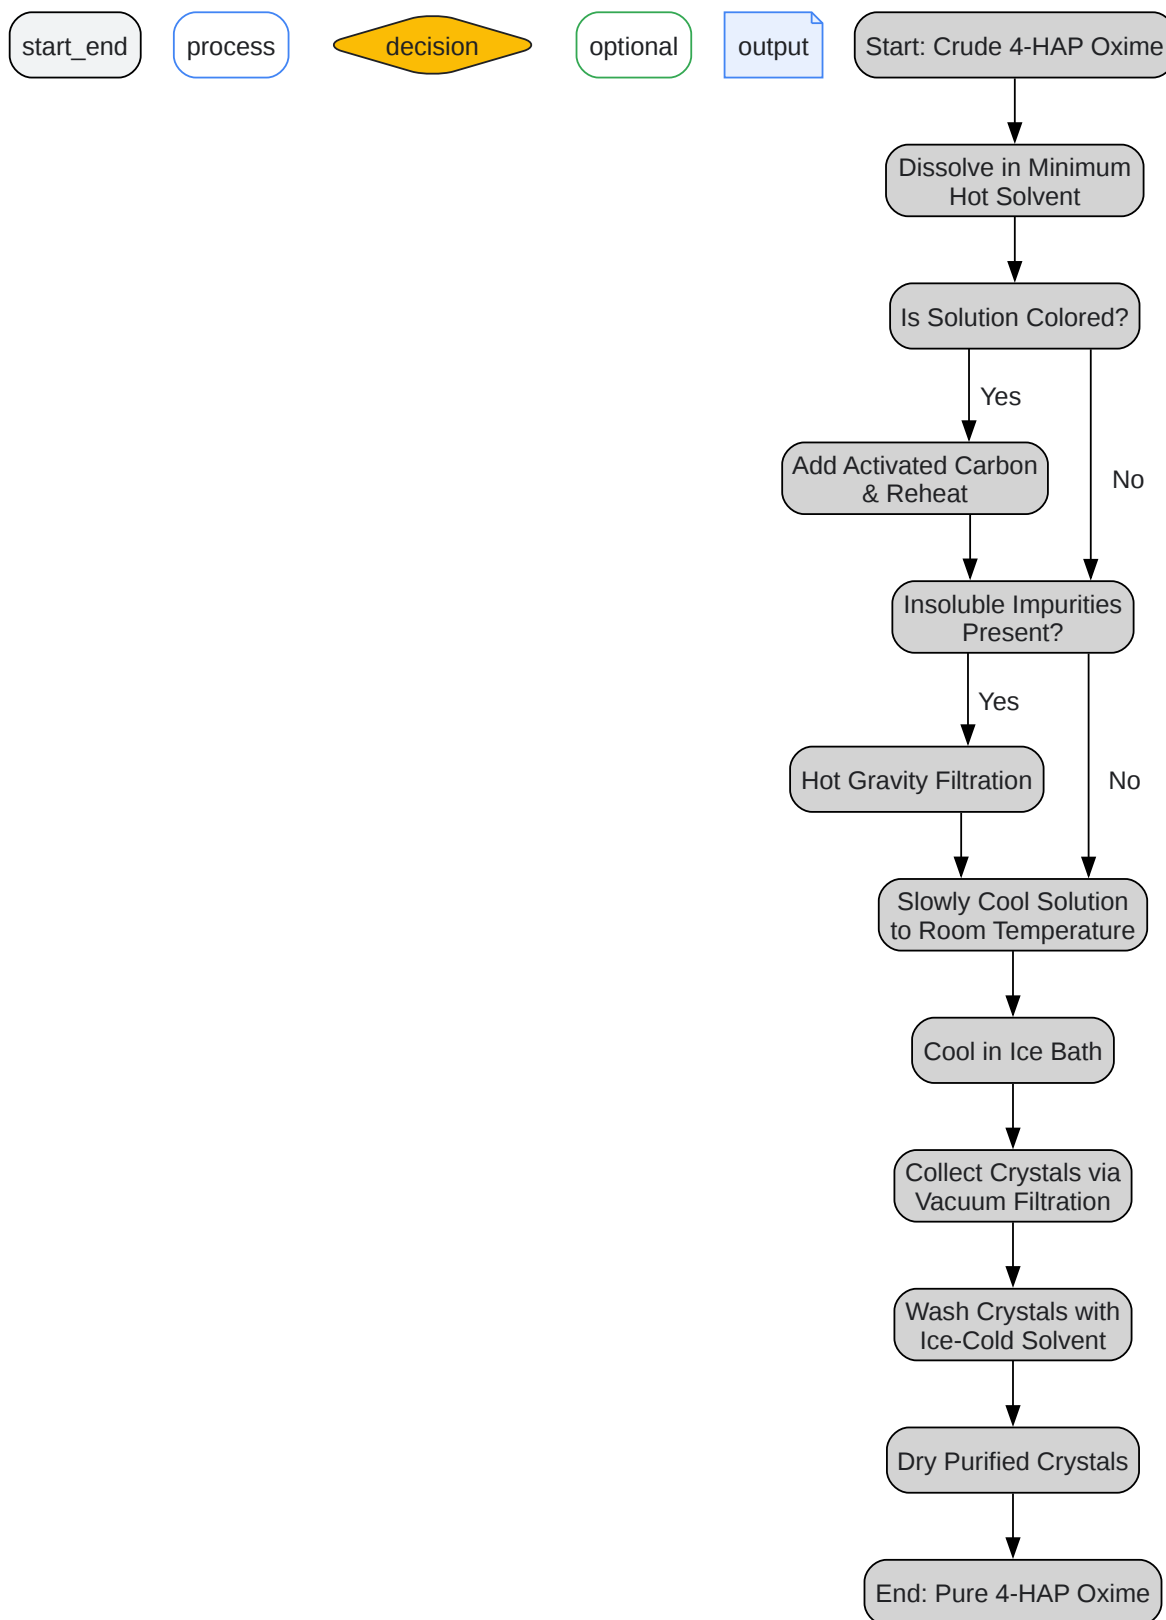 start_end
process
decision
optional
output
Start: Crude 4-HAP Oxime
Dissolve in Minimum
Hot Solvent
Is Solution Colored?
Yes
Add Activated Carbon
& Reheat
No
Insoluble Impurities
Present?
Yes
Hot Gravity Filtration
No
Slowly Cool Solution
to Room Temperature
Cool in Ice Bath
Collect Crystals via
Vacuum Filtration
Wash Crystals with
Ice-Cold Solvent
Dry Purified Crystals
End: Pure 4-HAP Oxime